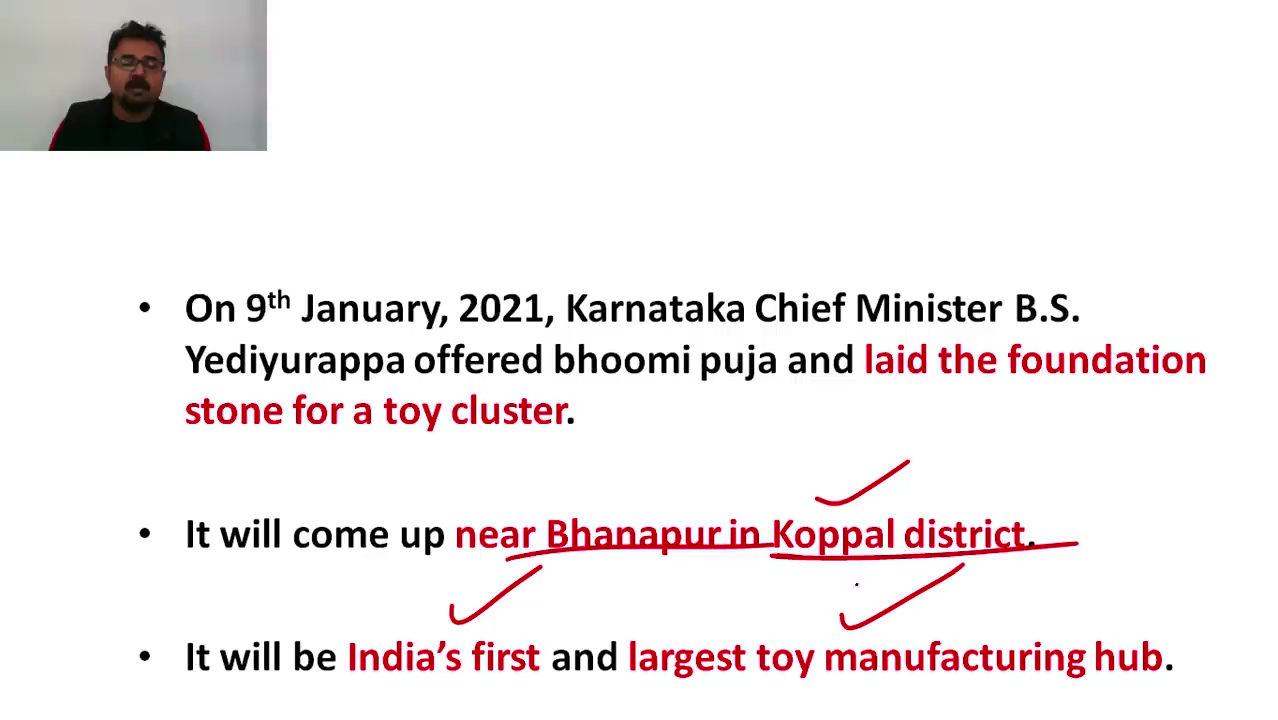 • On 9th January, 2021, Karnataka Chief Minister B.S.
Yediyurappa offered bhoomi puja and laid the foundation
stone for a toy cluster.
• It will come up near Bhanapur in Koppal district.
• It will be India’s first and largest toy manufacturing hub.